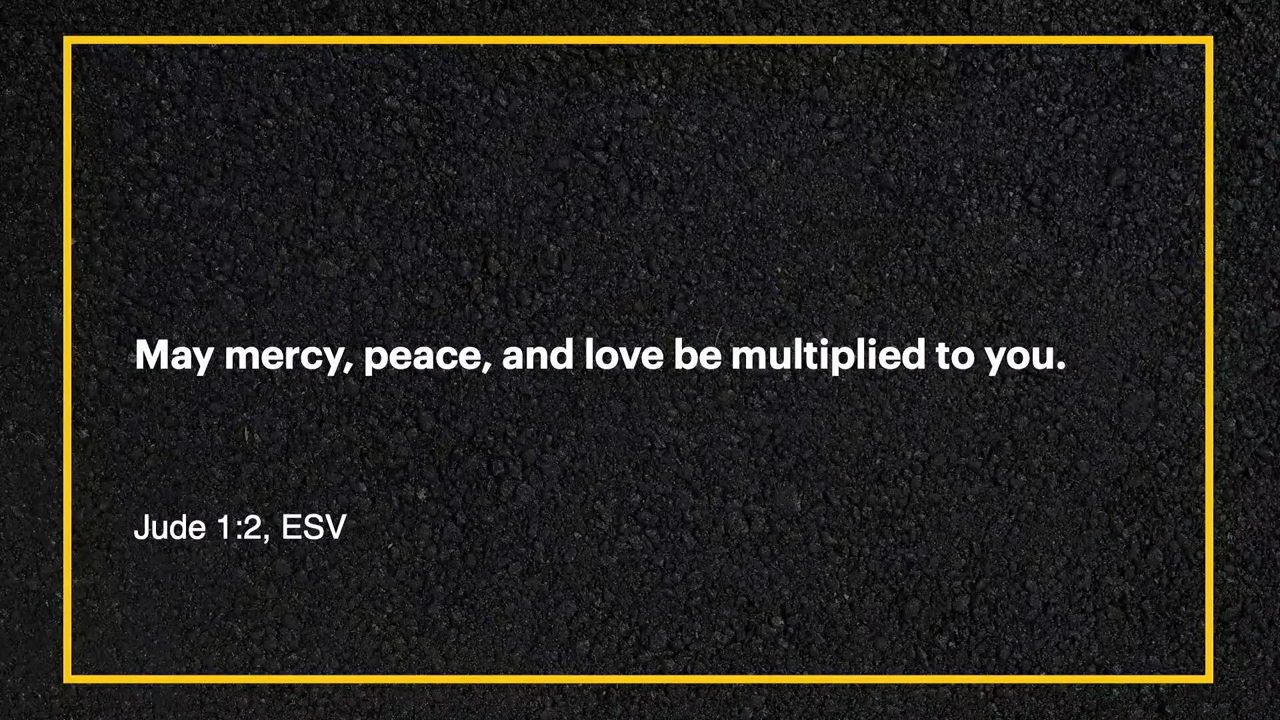 May mercy, peace, and love be multiplied to you.
Jude 1:2, ESV